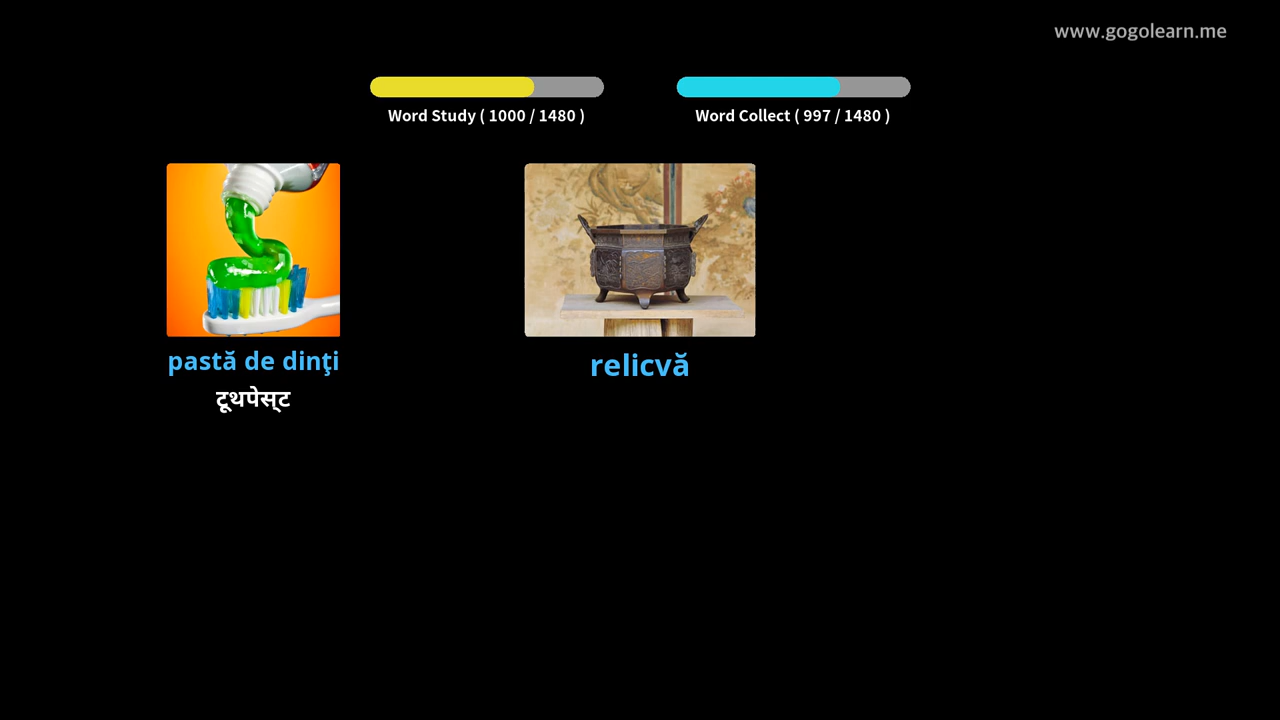 www.gogolearn.me
Word Study ( 1000 / 1480 )
Word Collect ( 997 / 1480 )
pastă de dinţi
टूथपेस्ट
relicvă